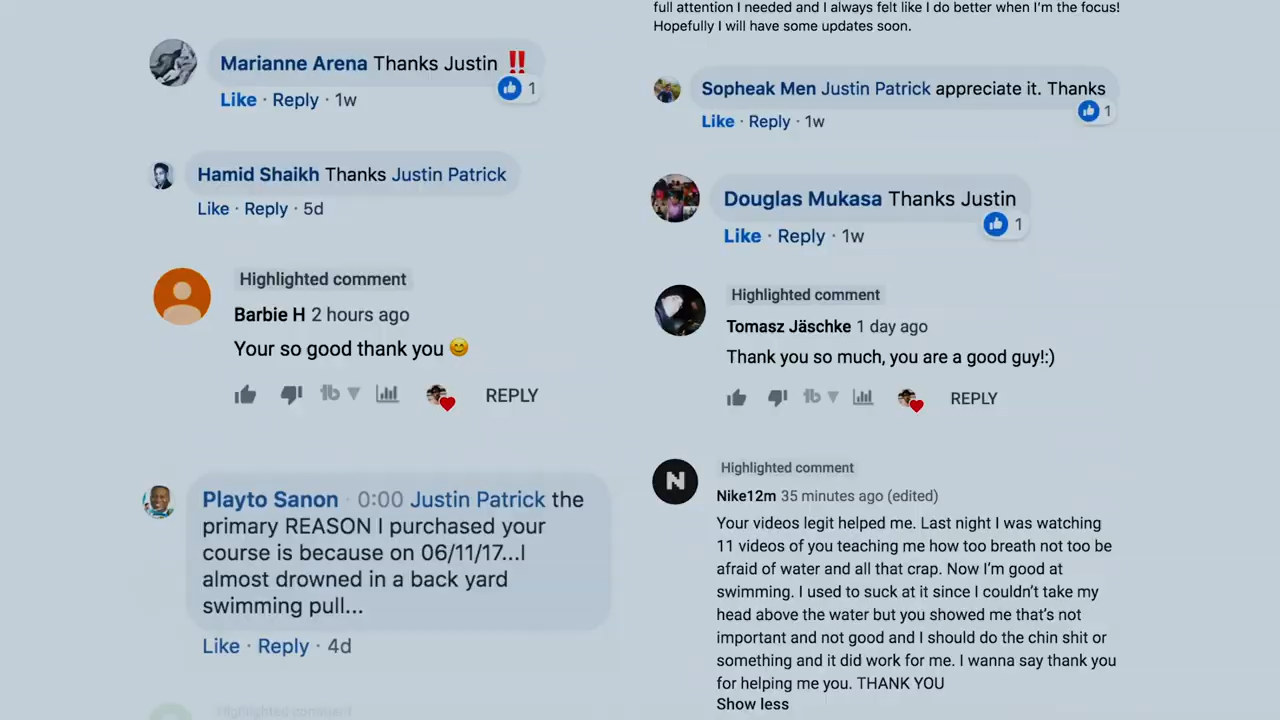 Marianne Arena Thanks Justin ‼️
1
Like · Reply · 1w
Hamid Shaikh Thanks Justin Patrick
Like · Reply · 5d
Highlighted comment
Barbie H 2 hours ago
Your so good thank you 😊
REPLY
Playto Sanon · 0:00 Justin Patrick the
primary REASON I purchased your
course is because on 06/11/17...I
almost drowned in a back yard
swimming pull...
Like · Reply · 4d
Highlighted comment
full attention I needed and I always felt like I do better when I'm the focus!
Hopefully I will have some updates soon.
Sopheak Men Justin Patrick appreciate it. Thanks
1
Like · Reply · 1w
Douglas Mukasa Thanks Justin
1
Like · Reply · 1w
Highlighted comment
Tomasz Jäschke 1 day ago
Thank you so much, you are a good guy!:)
REPLY
N
Highlighted comment
Nike12m 35 minutes ago (edited)
Your videos legit helped me. Last night I was watching
11 videos of you teaching me how too breath not too be
afraid of water and all that crap. Now I'm good at
swimming. I used to suck at it since I couldn't take my
head above the water but you showed me that's not
important and not good and I should do the chin shit or
something and it did work for me. I wanna say thank you
for helping me you. THANK YOU
Show less